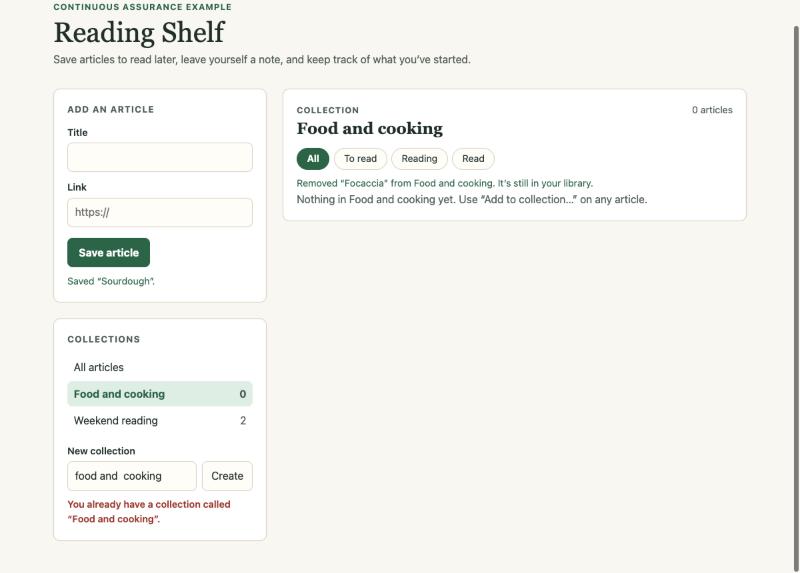 CONTINUOUS ASSURANCE EXAMPLE
Reading Shelf
Save articles to read later, leave yourself a note, and keep track of what you've started.
ADD AN ARTICLE
Title
Link
https://
Save article
Saved “Sourdough”.
COLLECTIONS
All articles
Food and cooking 0
Weekend reading 2
New collection
food and  cooking Create
You already have a collection called
“Food and cooking”.
COLLECTION 0 articles
Food and cooking
All To read Reading Read
Removed “Focaccia” from Food and cooking. It's still in your library.
Nothing in Food and cooking yet. Use “Add to collection…” on any article.